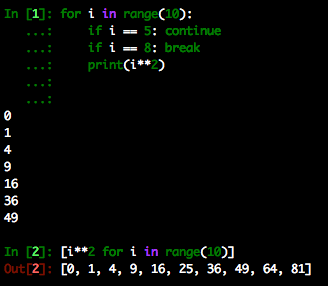 In [1]: for i in range(10):
   ...:     if i == 5: continue
   ...:     if i == 8: break
   ...:     print(i**2)
   ...:
   ...:
0
1
4
9
16
36
49
In [2]: [i**2 for i in range(10)]
Out[2]: [0, 1, 4, 9, 16, 25, 36, 49, 64, 81]